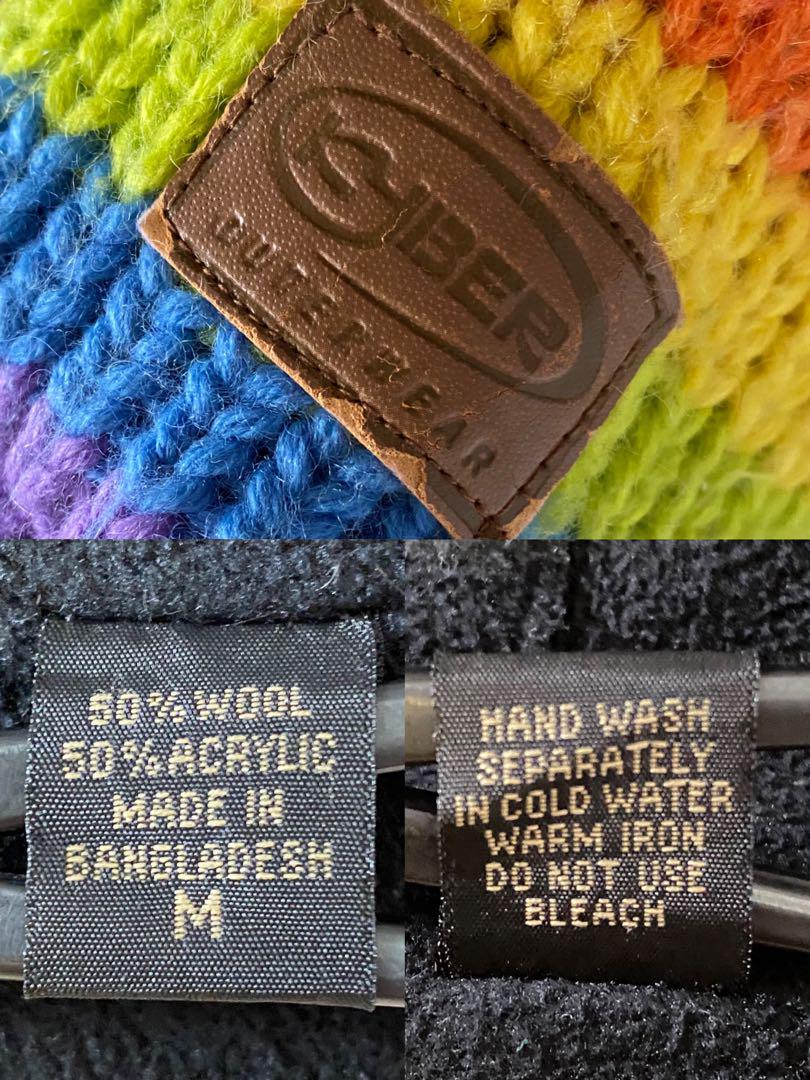 KYBER
OUTERWEAR
50% WOOL
50% ACRYLIC
MADE IN
BANGLADESH
M
HAND WASH
SEPARATELY
IN COLD WATER
WARM IRON
DO NOT USE
BLEACH